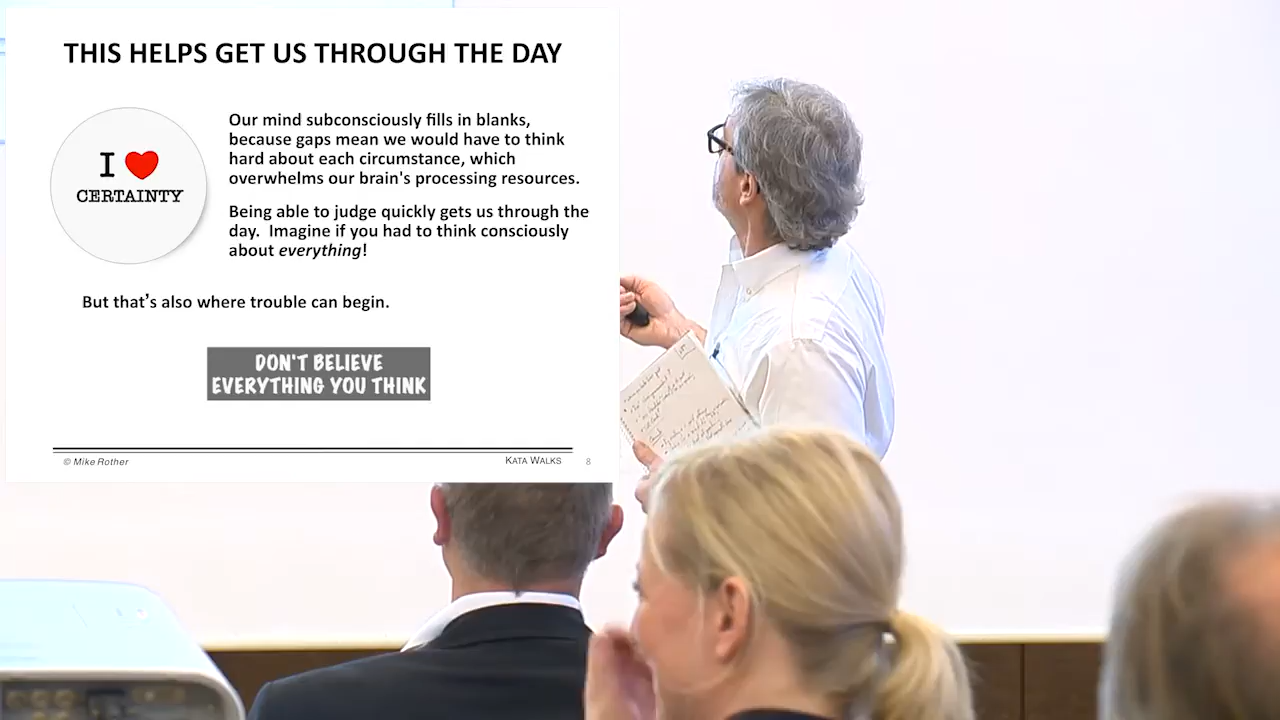 THIS HELPS GET US THROUGH THE DAY
I ❤ 
CERTAINTY
Our mind subconsciously fills in blanks,
because gaps mean we would have to think
hard about each circumstance, which
overwhelms our brain's processing resources.
Being able to judge quickly gets us through the
day.  Imagine if you had to think consciously
about everything!
But that’s also where trouble can begin.
DON'T BELIEVE
EVERYTHING YOU THINK
© Mike Rother
KATA WALKS
8